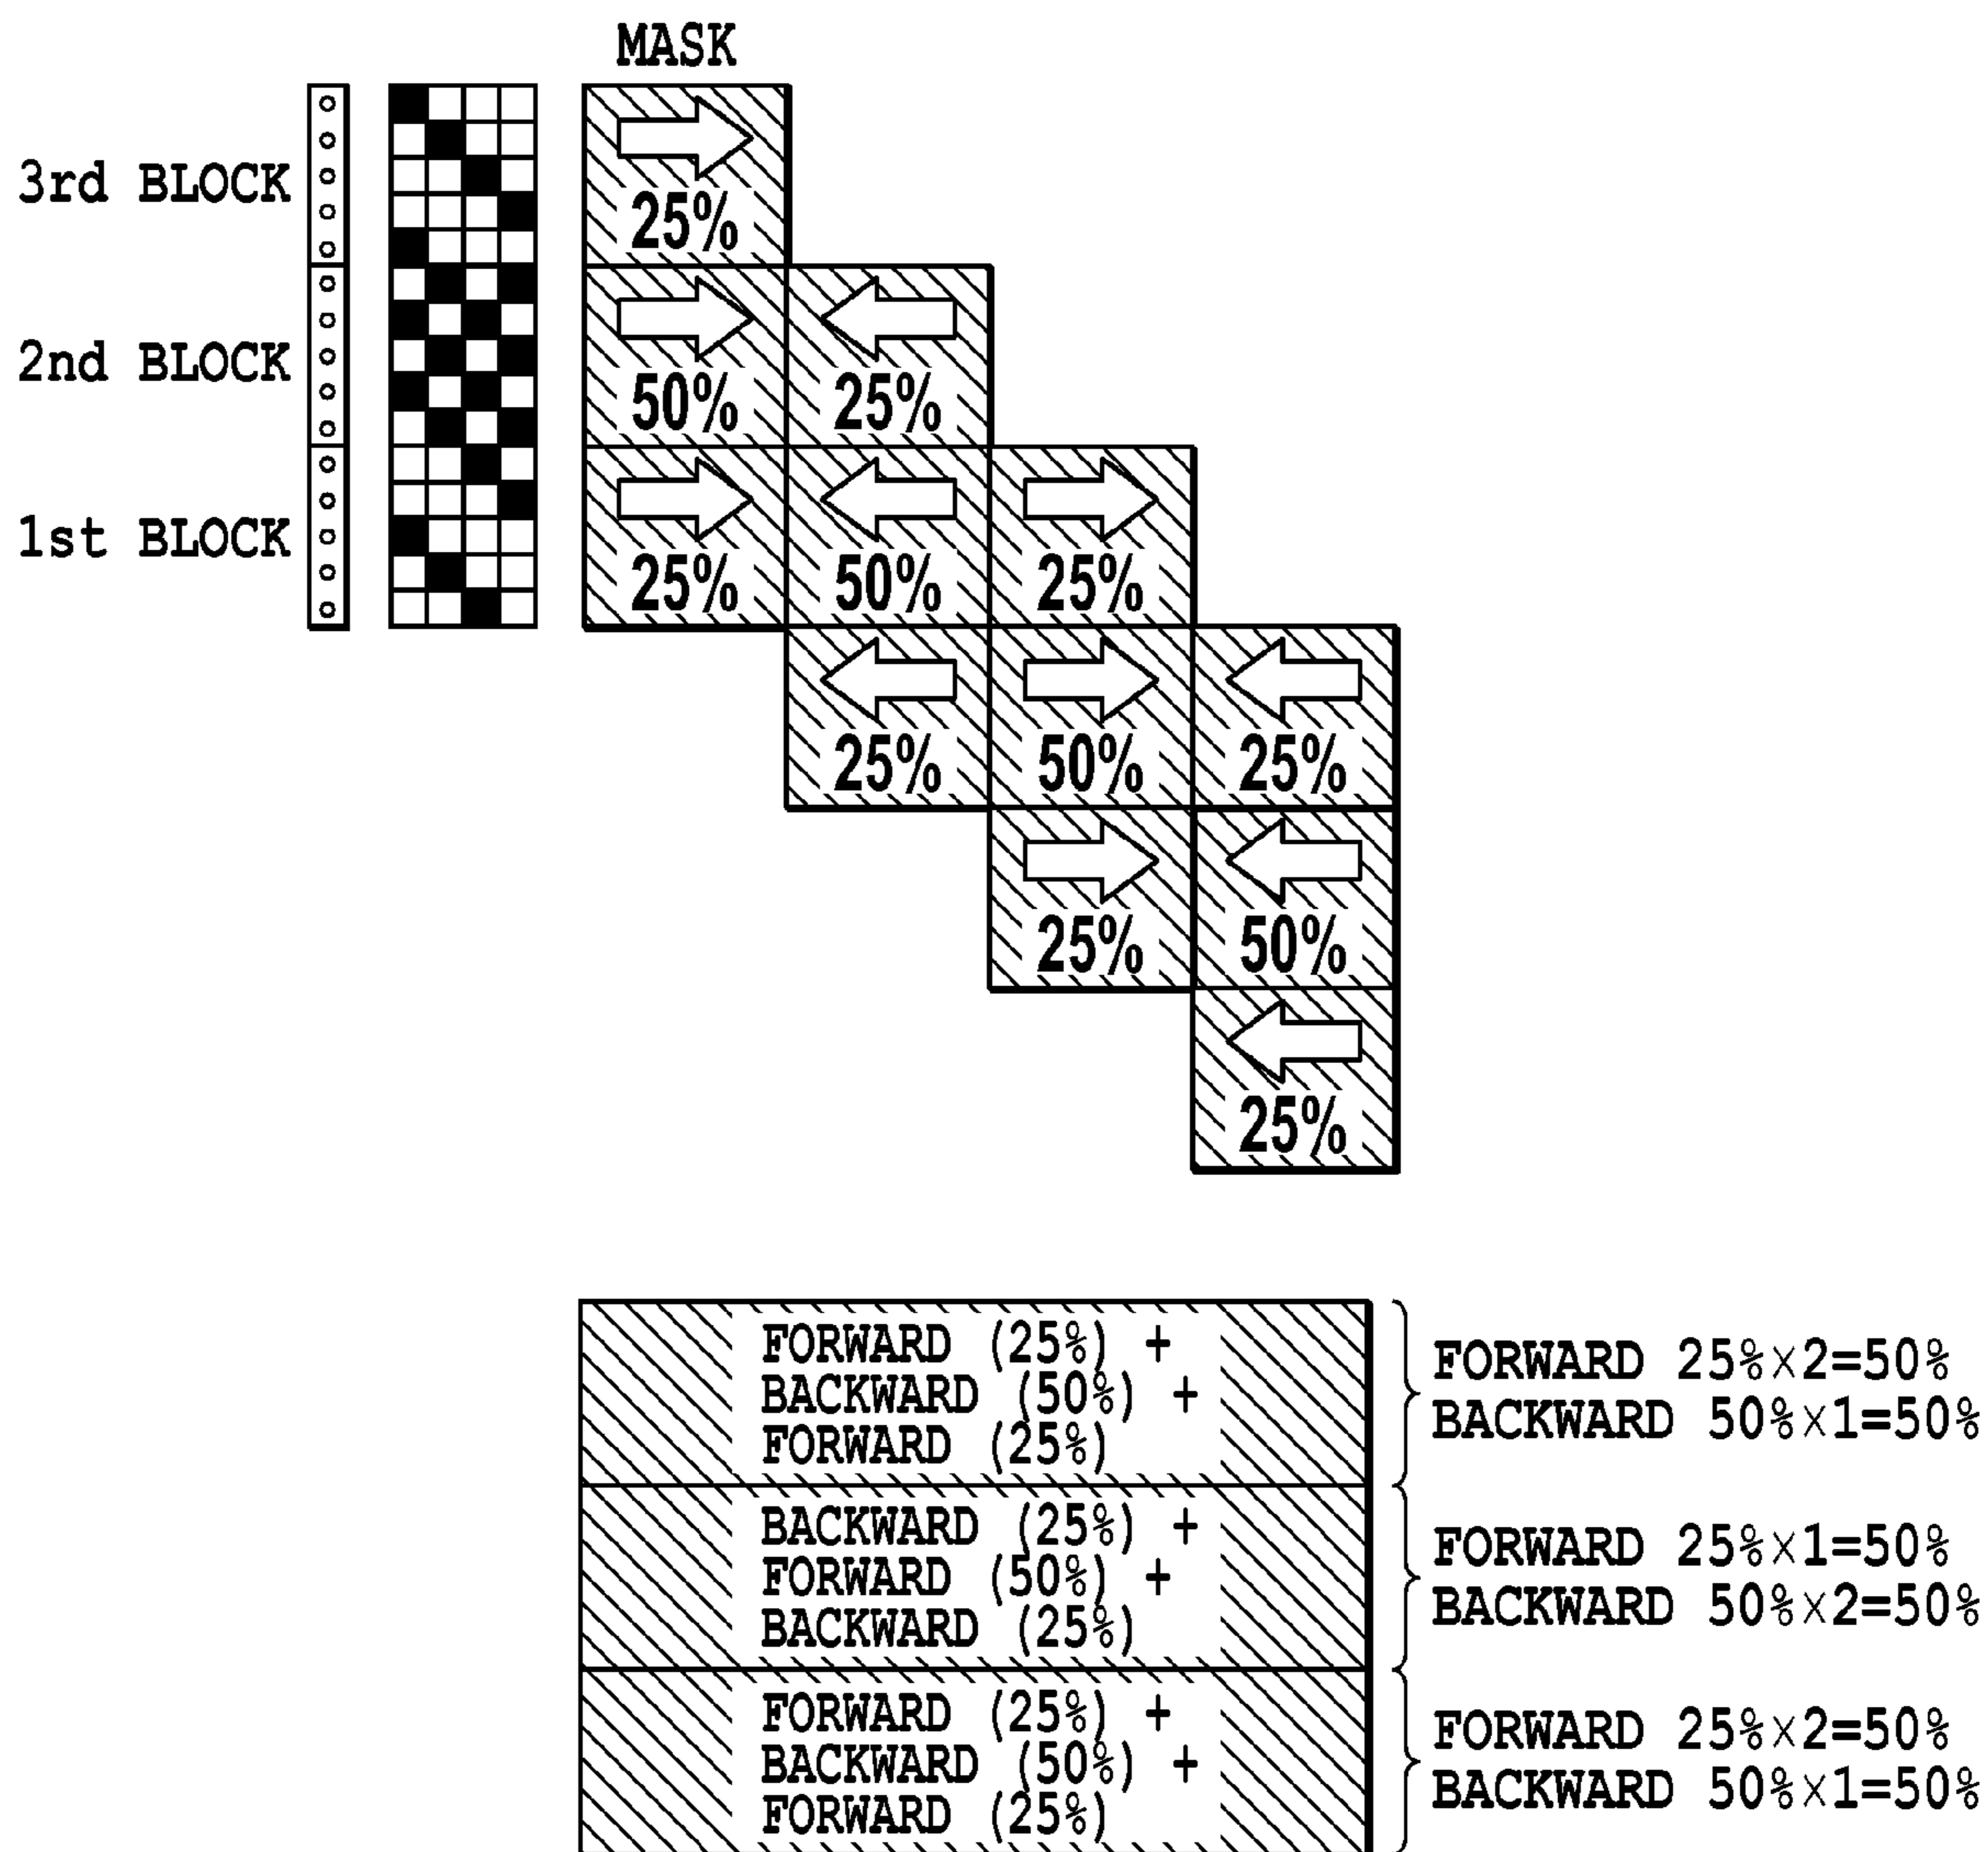 MASK
3rd BLOCK
25%
2nd BLOCK
50% 25%
1st BLOCK
25% 50% 25%
25% 50% 25%
25% 50%
25%
FORWARD (25%) +
BACKWARD (50%) +
FORWARD (25%)
FORWARD 25%×2=50%
BACKWARD 50%×1=50%
BACKWARD (25%) +
FORWARD (50%) +
BACKWARD (25%)
FORWARD 25%×1=50%
BACKWARD 50%×2=50%
FORWARD (25%) +
BACKWARD (50%) +
FORWARD (25%)
FORWARD 25%×2=50%
BACKWARD 50%×1=50%